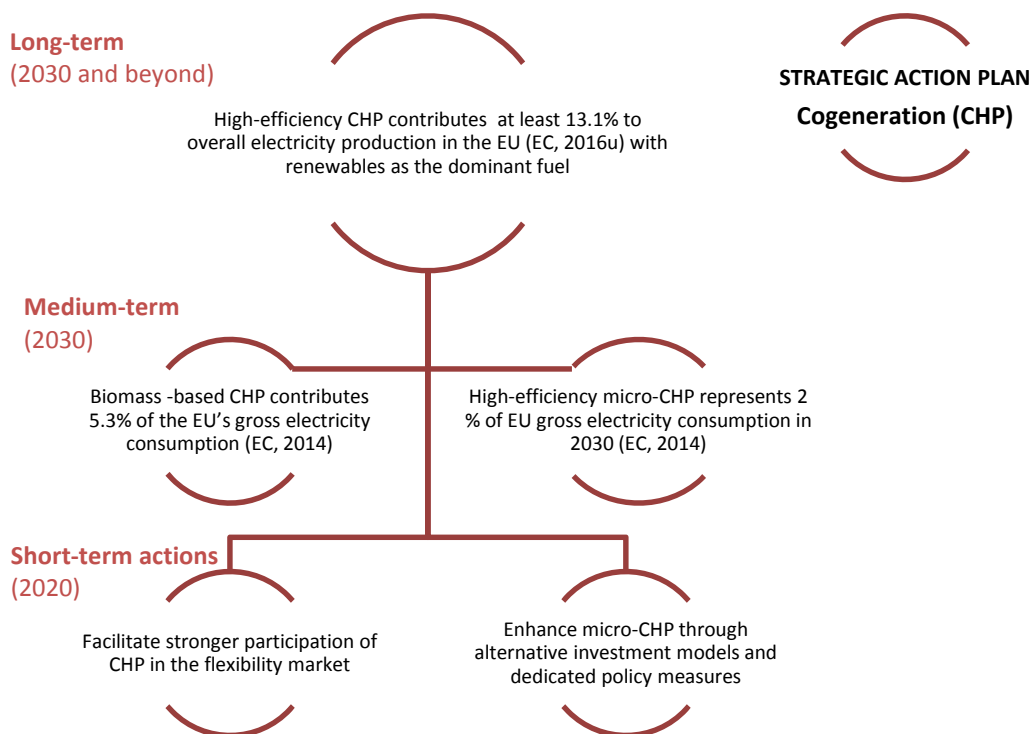 Long-term
(2030 and beyond)
STRATEGIC ACTION PLAN
Cogeneration (CHP)
High-efficiency CHP contributes at least 13.1% to
overall electricity production in the EU (EC, 2016u) with
renewables as the dominant fuel
Medium-term
(2030)
Biomass -based CHP contributes
5.3% of the EU’s gross electricity
consumption (EC, 2014)
High-efficiency micro-CHP represents 2
% of EU gross electricity consumption in
2030 (EC, 2014)
Short-term actions
(2020)
Facilitate stronger participation of
CHP in the flexibility market
Enhance micro-CHP through
alternative investment models and
dedicated policy measures